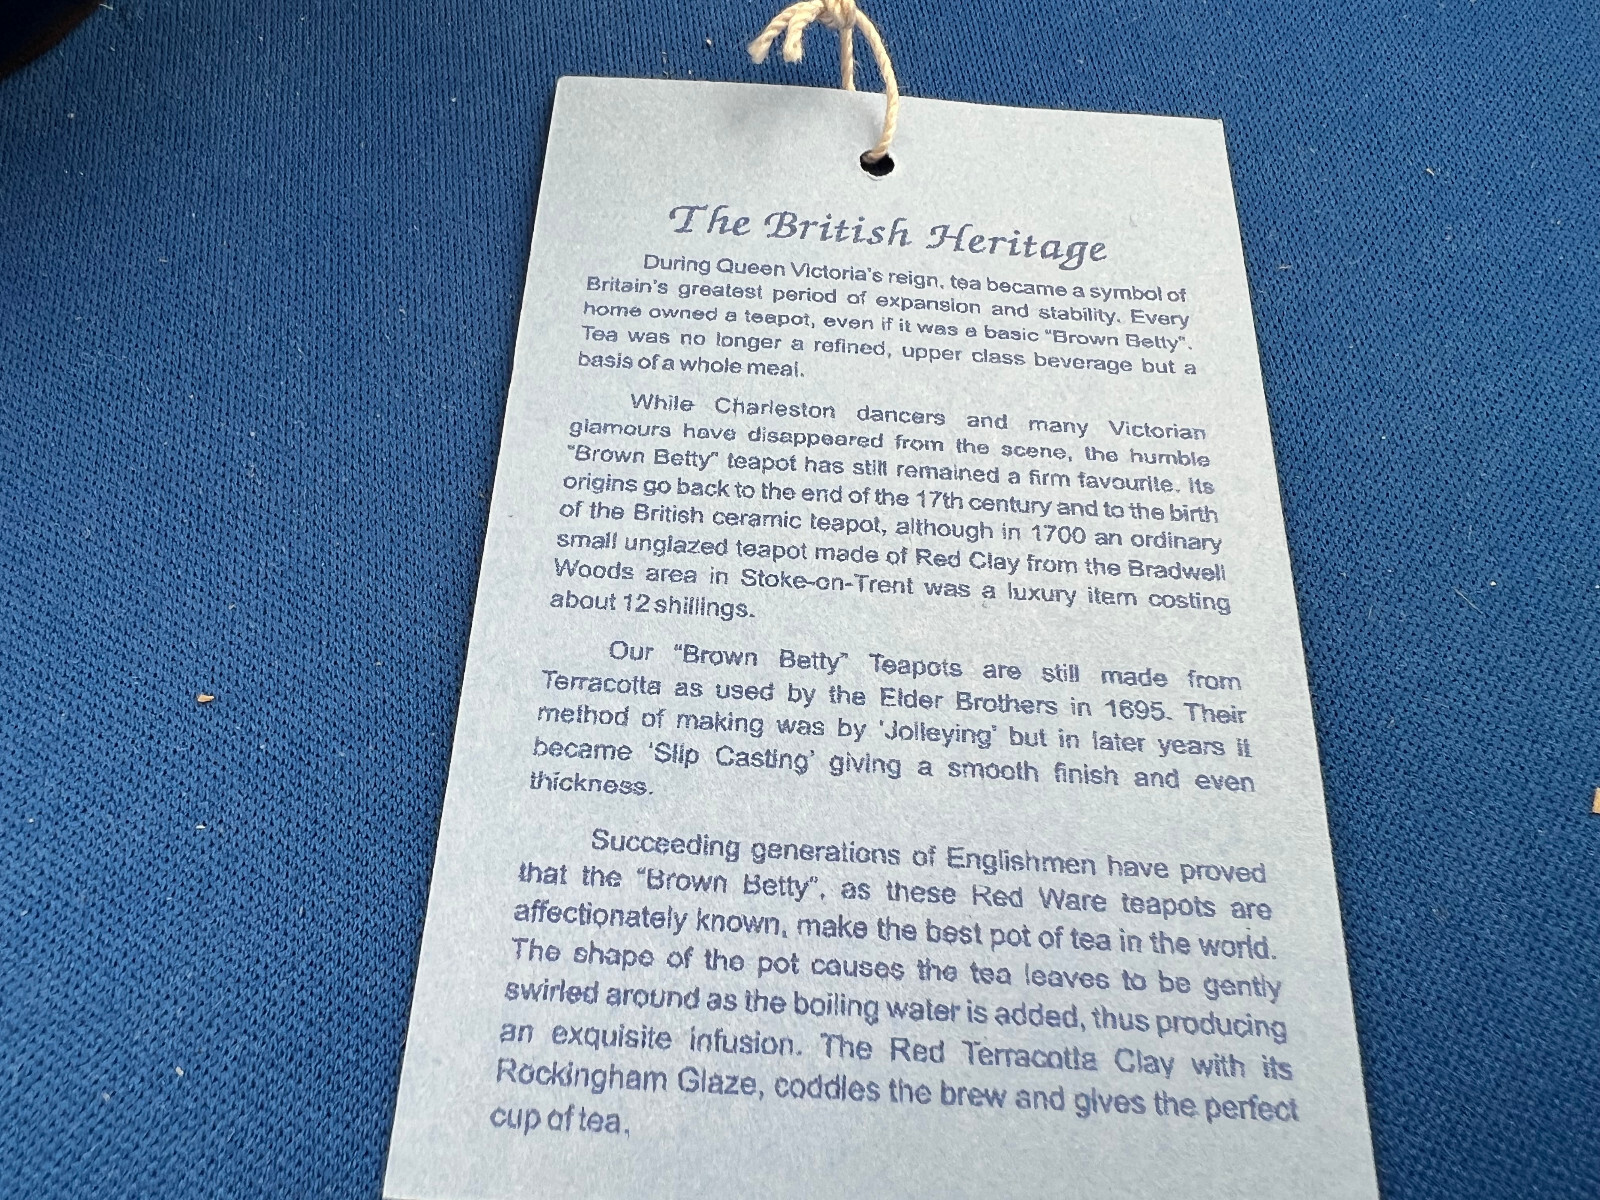 The British Heritage
During Queen Victoria's reign, tea became a symbol of
Britain's greatest period of expansion and stability. Every
home owned a teapot, even if it was a basic "Brown Betty".
Tea was no longer a refined, upper class beverage but a
basis of a whole meal.
While Charleston dancers and many Victorian
glamours have disappeared from the scene, the humble
"Brown Betty" teapot has still remained a firm favourite. Its
origins go back to the end of the 17th century and to the birth
of the British ceramic teapot, although in 1700 an ordinary
small unglazed teapot made of Red Clay from the Bradwell
Woods area in Stoke-on-Trent was a luxury item costing
about 12 shillings.
Our "Brown Betty" Teapots are still made from
Terracotta as used by the Elder Brothers in 1695. Their
method of making was by 'Jolleying' but in later years it
became 'Slip Casting' giving a smooth finish and even
thickness.
Succeeding generations of Englishmen have proved
that the "Brown Betty", as these Red Ware teapots are
affectionately known, make the best pot of tea in the world.
The shape of the pot causes the tea leaves to be gently
swirled around as the boiling water is added, thus producing
an exquisite infusion. The Red Terracotta Clay with its
Rockingham Glaze, coddles the brew and gives the perfect
cup of tea.